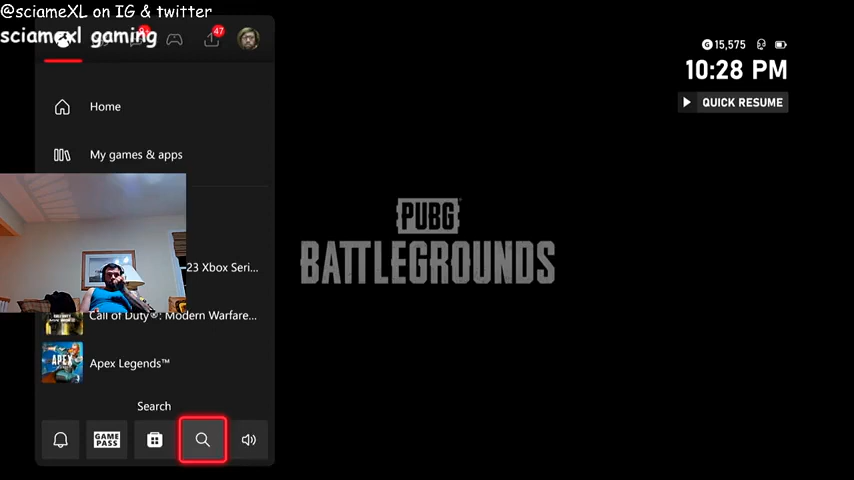 @sciameXL on IG & twitter
sciamexl gaming
47
G 15,575
10:28 PM
QUICK RESUME
Home
My games & apps
PUBG
BATTLEGROUNDS
23 Xbox Seri...
Call of Duty®: Modern Warfare...
APEX
Apex Legends™
Search
GAME PASS